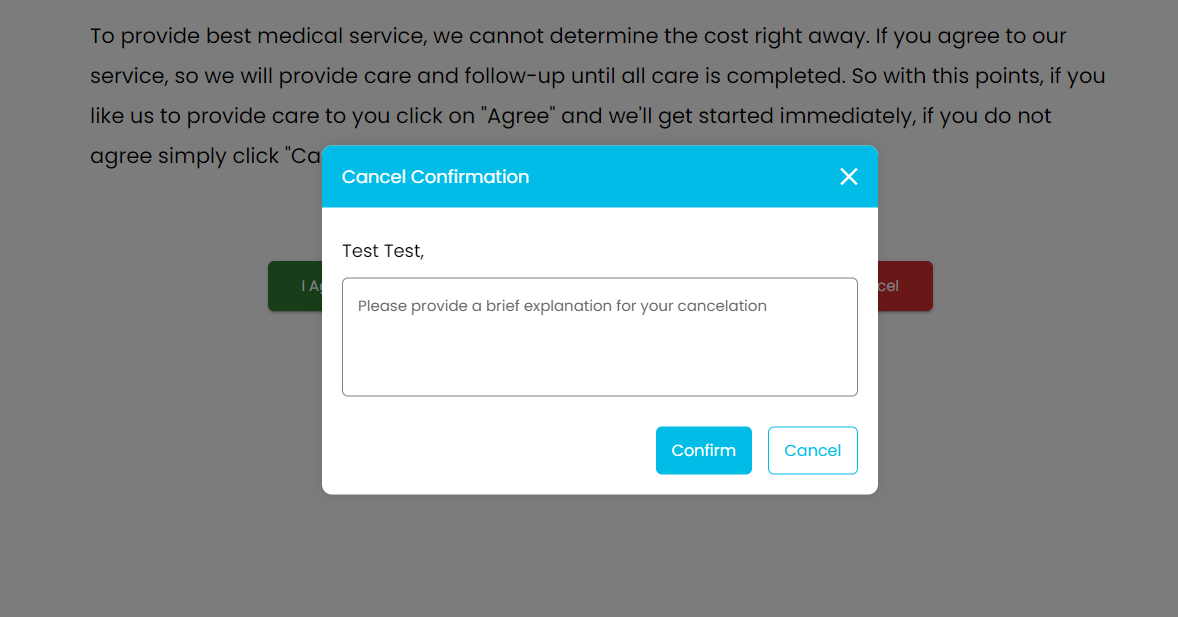 To provide best medical service, we cannot determine the cost right away. If you agree to our
service, so we will provide care and follow-up until all care is completed. So with this points, if you
like us to provide care to you click on "Agree" and we'll get started immediately, if you do not
agree simply click "Ca
Cancel Confirmation
Test Test,
I Ag
cel
Please provide a brief explanation for your cancelation
Confirm
Cancel